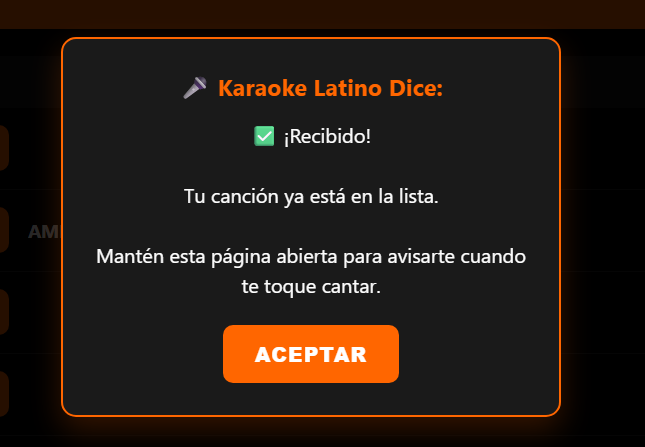 🎤 Karaoke Latino Dice:
✅ ¡Recibido!
Tu canción ya está en la lista.
Mantén esta página abierta para avisarte cuando
te toque cantar.
ACEPTAR